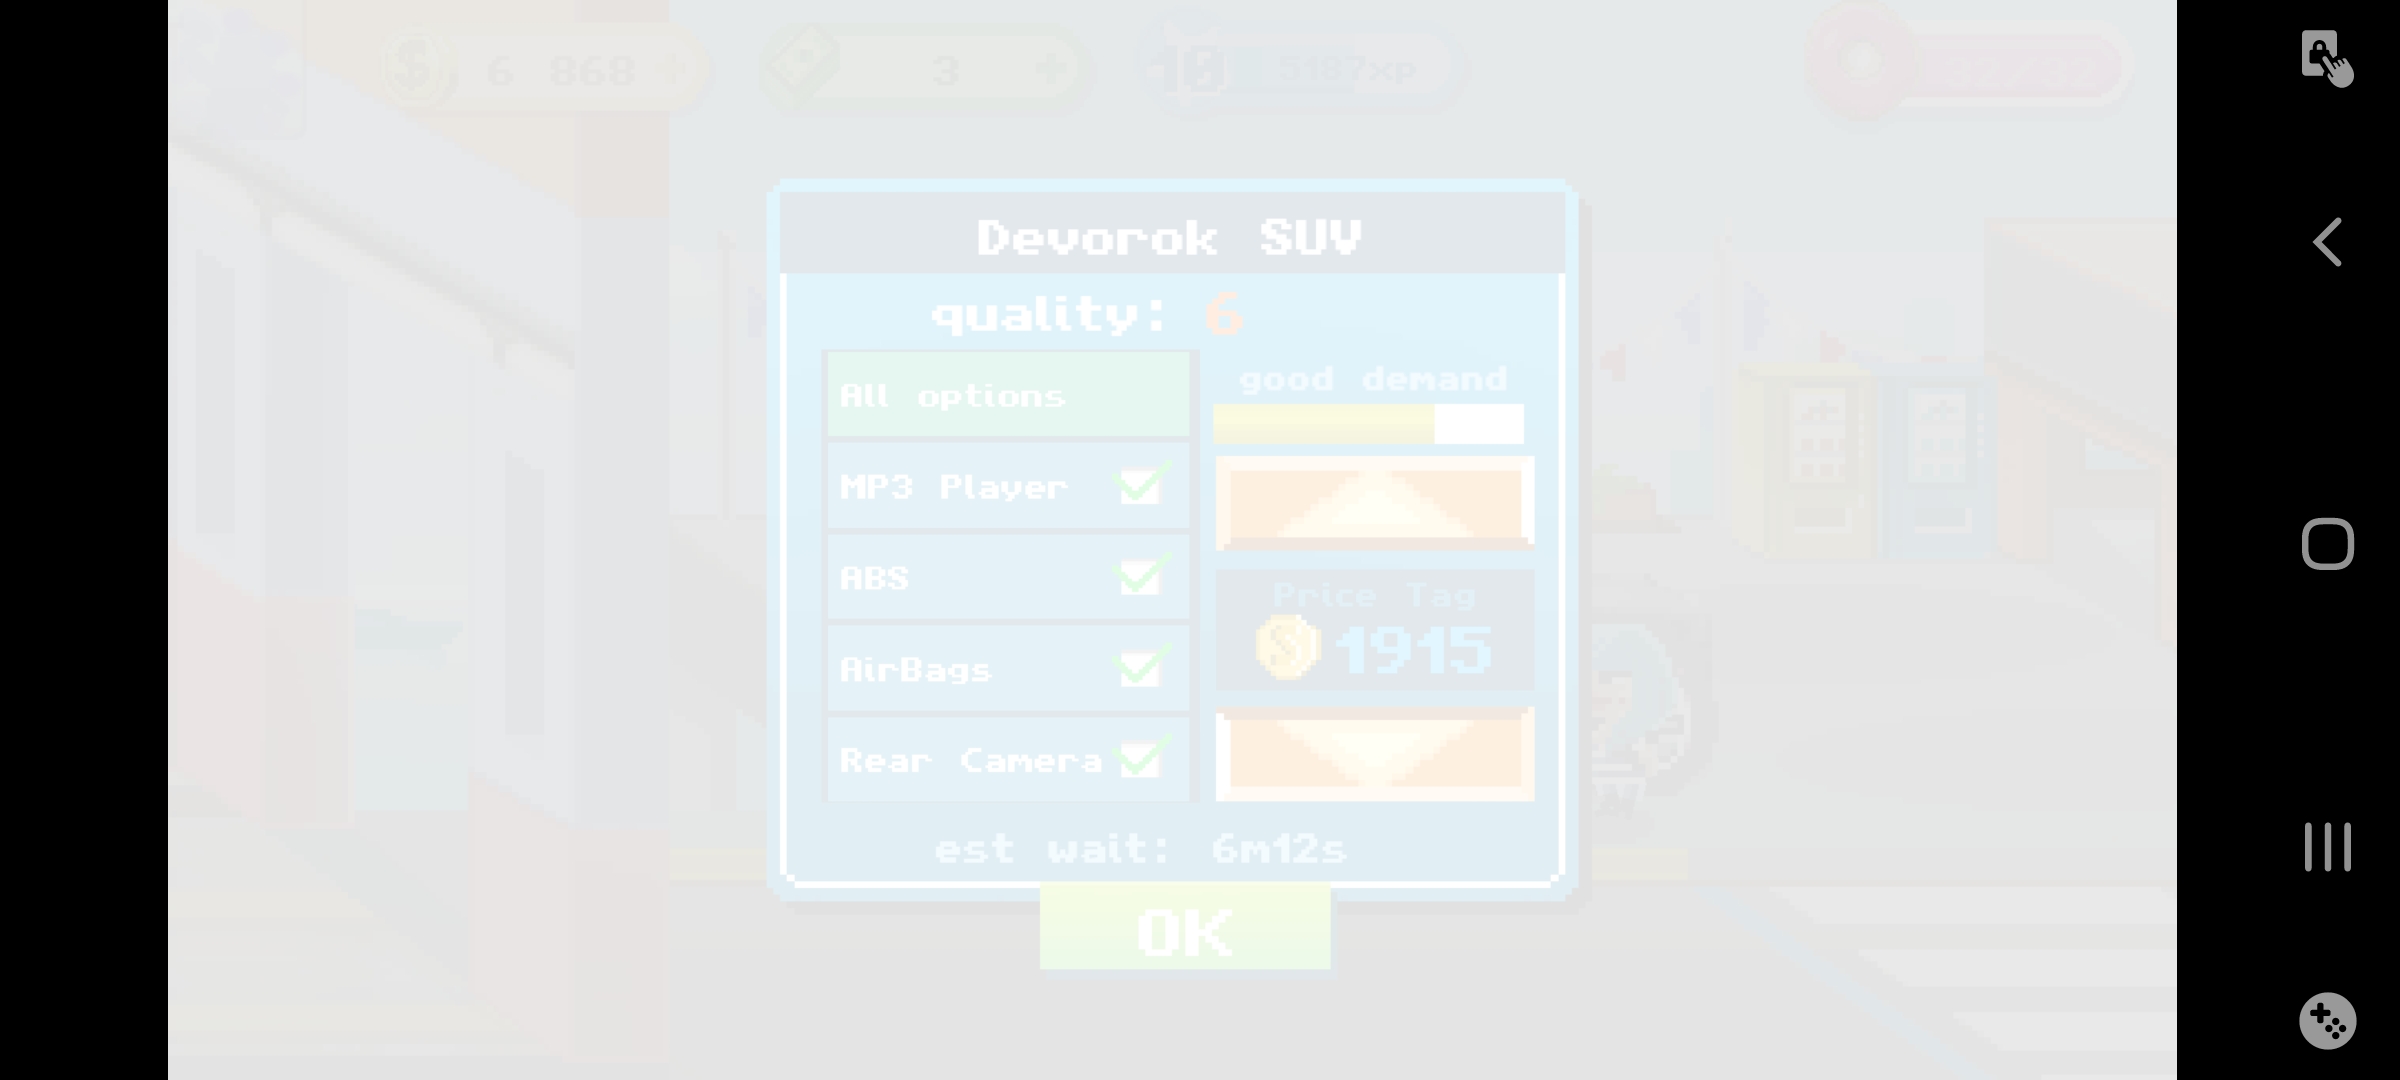 6 868
3 +
10 5187xp
Devorok SUV
quality: 6
All options
good demand
MP3 Player
ABS
Price Tag
1915
AirBags
Rear Camera
est wait: 6m12s
OK